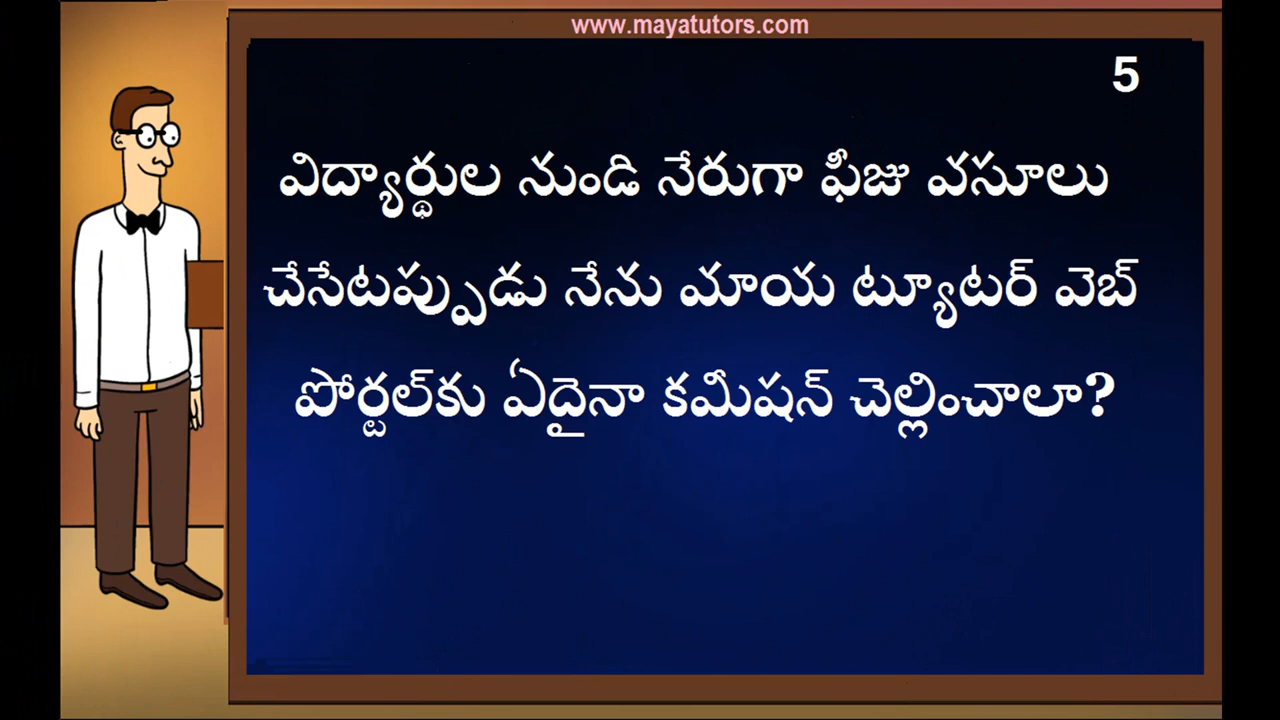 www.mayatutors.com
5
విద్యార్థుల నుండి నేరుగా ఫీజు వసూలు
చేసేటప్పుడు నేను మాయ ట్యూటర్ వెబ్
పోర్టల్‌కు ఏదైనా కమీషన్ చెల్లించాలా?